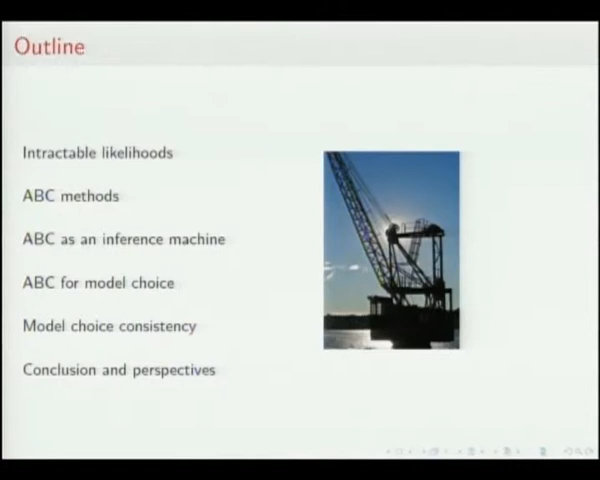 Outline
Intractable likelihoods
ABC methods
ABC as an inference machine
ABC for model choice
Model choice consistency
Conclusion and perspectives